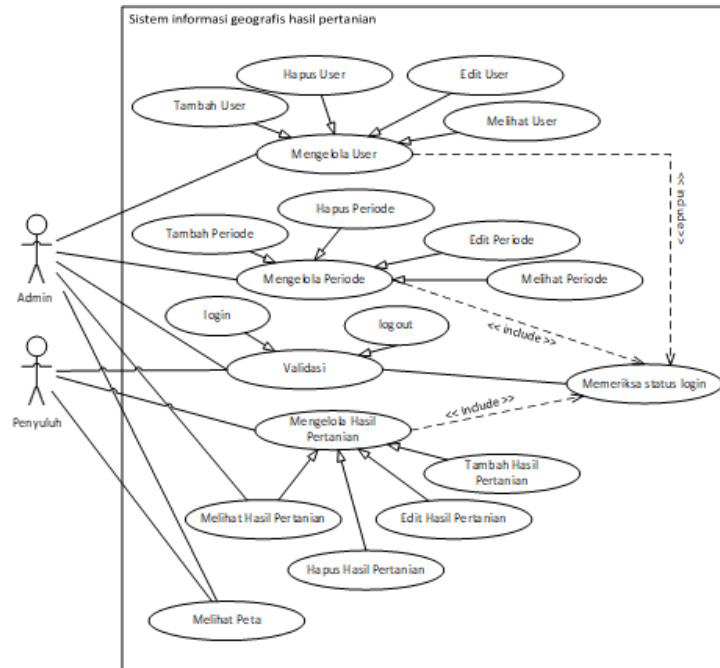 Sistem informasi geografis hasil pertanian
Hapus User
Edit User
Tambah User
Melihat User
Mengelola User
<< include >>
Hapus Periode
Tambah Periode
Edit Periode
Mengelola Periode
Melihat Periode
Admin
login
logout
<< include >>
Validasi
Memeriksa status login
Penyuluh
Mengelola Hasil
Pertanian
<< include >>
Tambah Hasil
Pertanian
Melihat Hasil Pertanian
Edit Hasil Pertanian
Hapus Hasil Pertanian
Melihat Peta